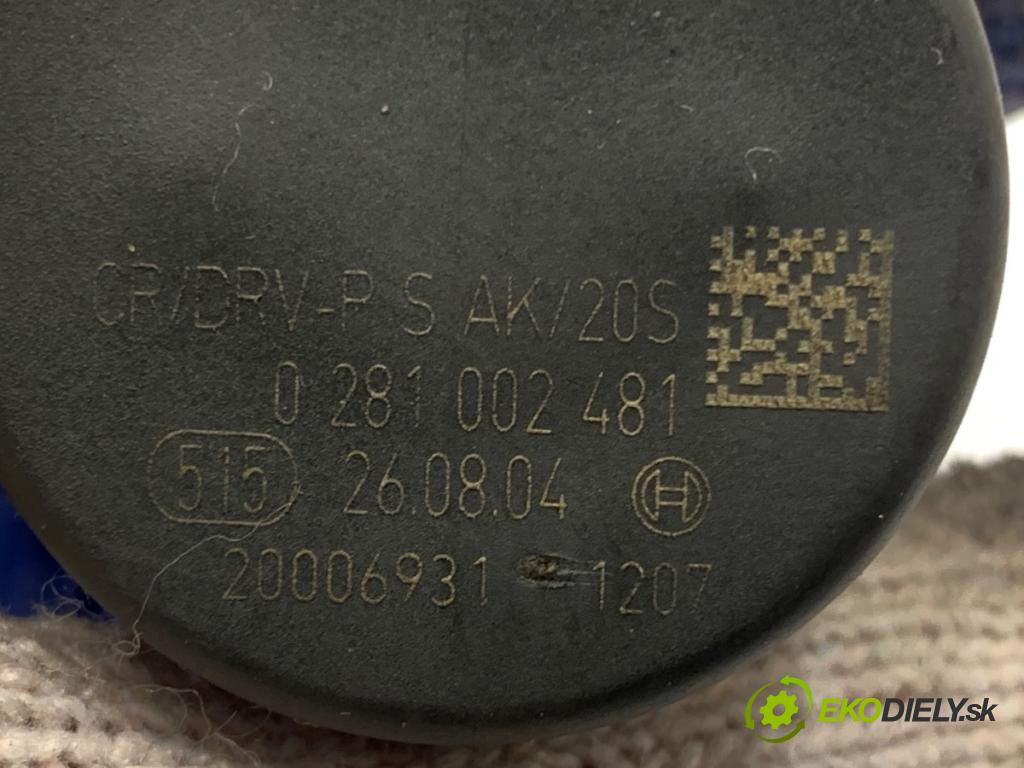 CR/DRV-P S AK/20S
0 281 002 481
515 26.08.04
20006931 1207
EKODIELY.sk